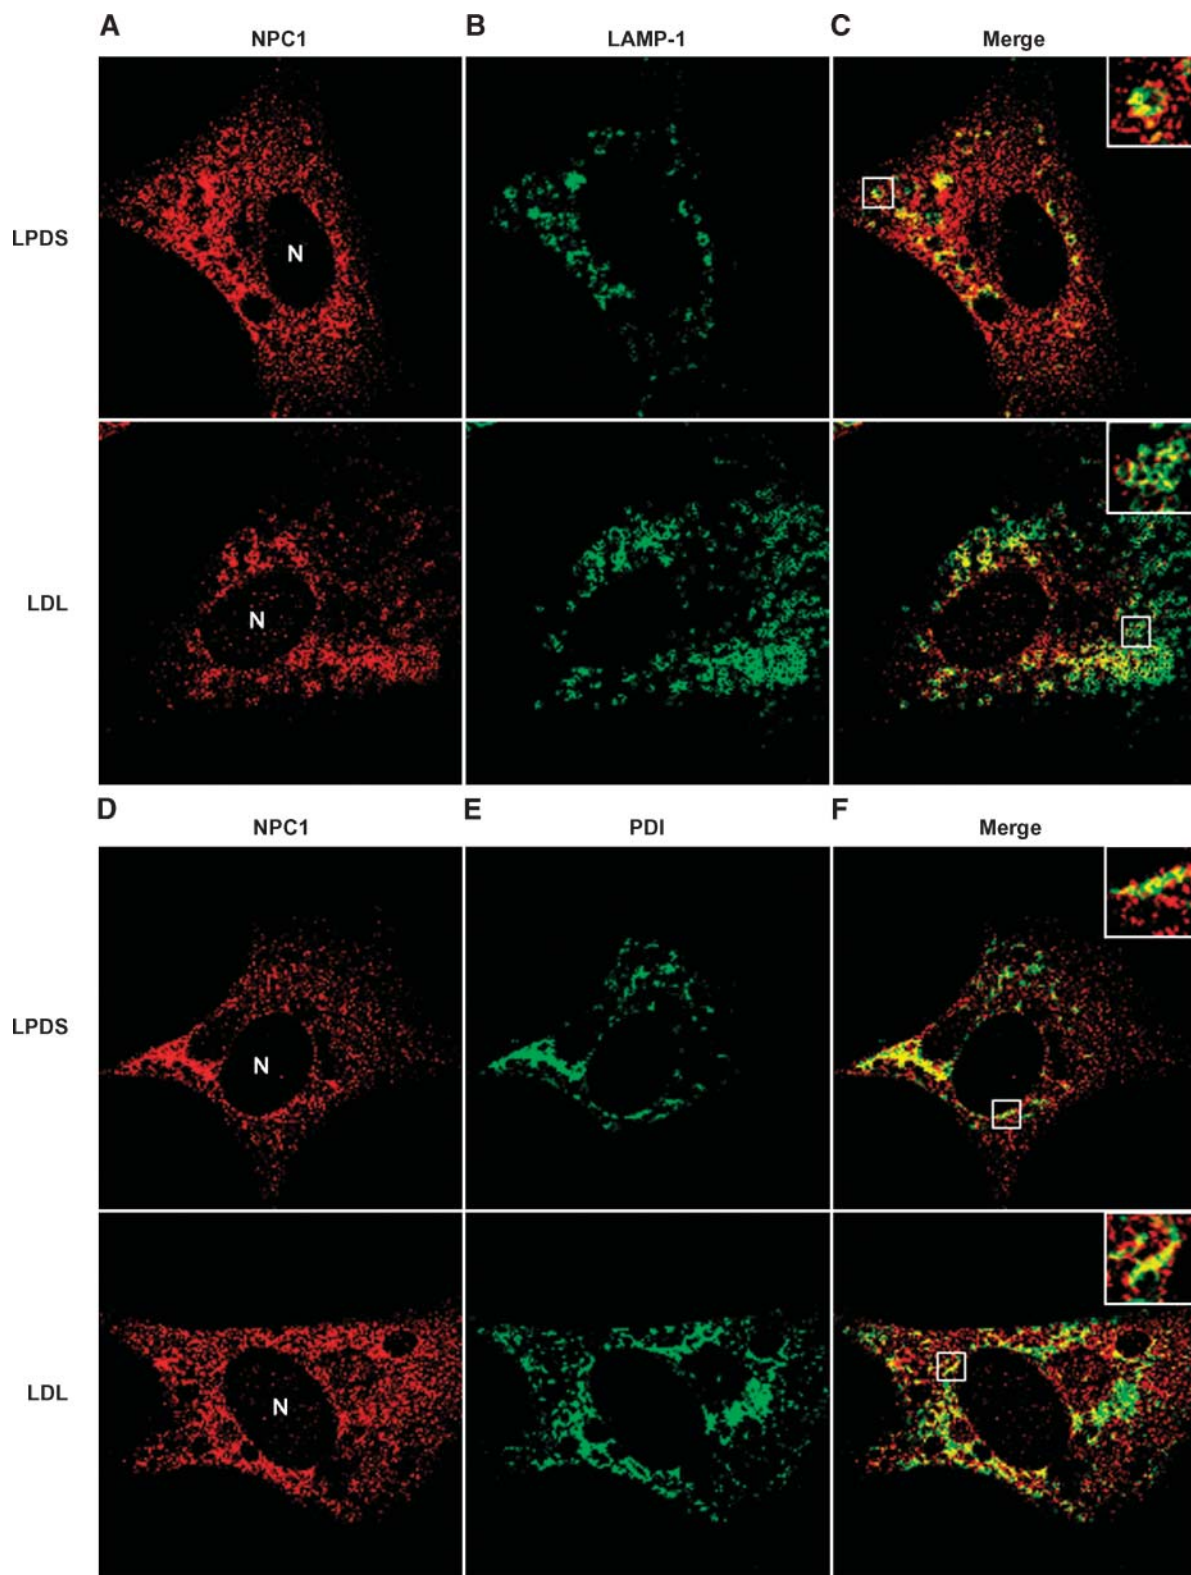 A B C
NPC1 LAMP-1 Merge
LPDS
N
LDL
N
D E F
NPC1 PDI Merge
LPDS
N
LDL
N